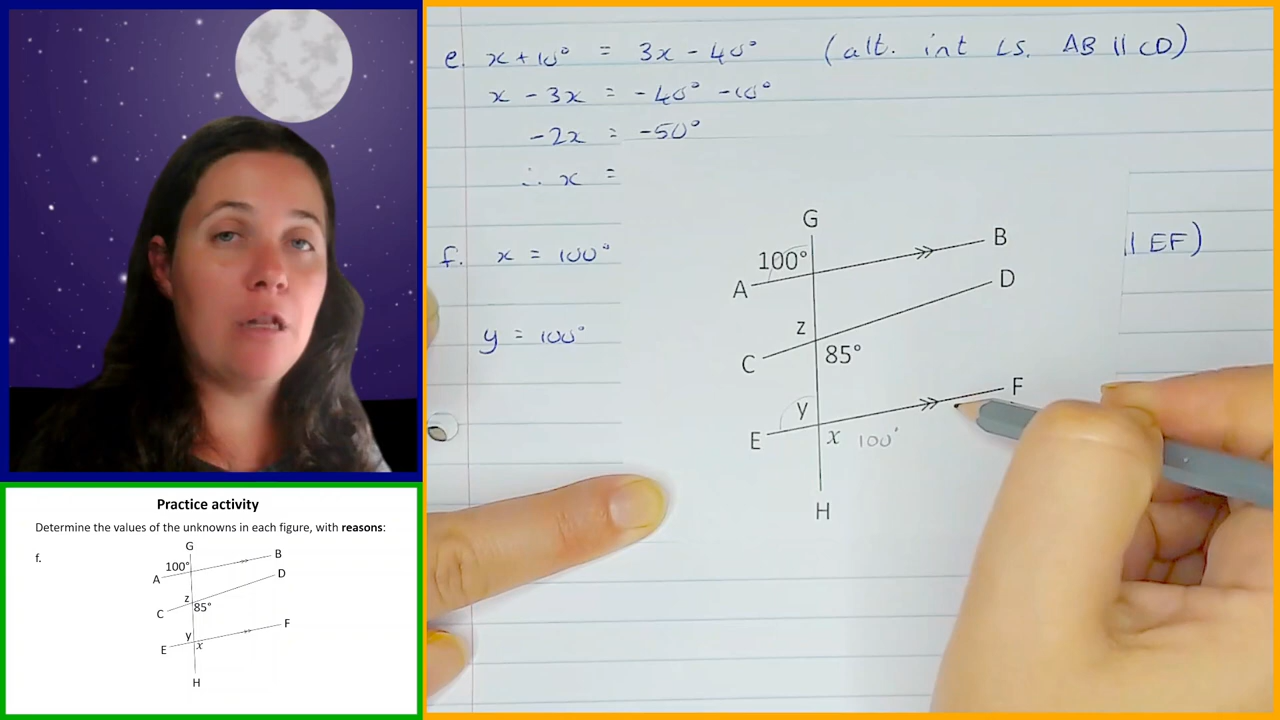 e. x + 10° = 3x - 40° (alt. int ∠s. AB || CD)
x - 3x = -40° - 10°
-2x = -50°
∴ x =
f. x = 100° || EF)
y = 100°
G
100°
B
A
D
z
C
85°
F
y
E
x 100°
H
Practice activity
Determine the values of the unknowns in each figure, with reasons:
f.
G
100°
B
A
D
z
C
85°
F
y
E
x
H